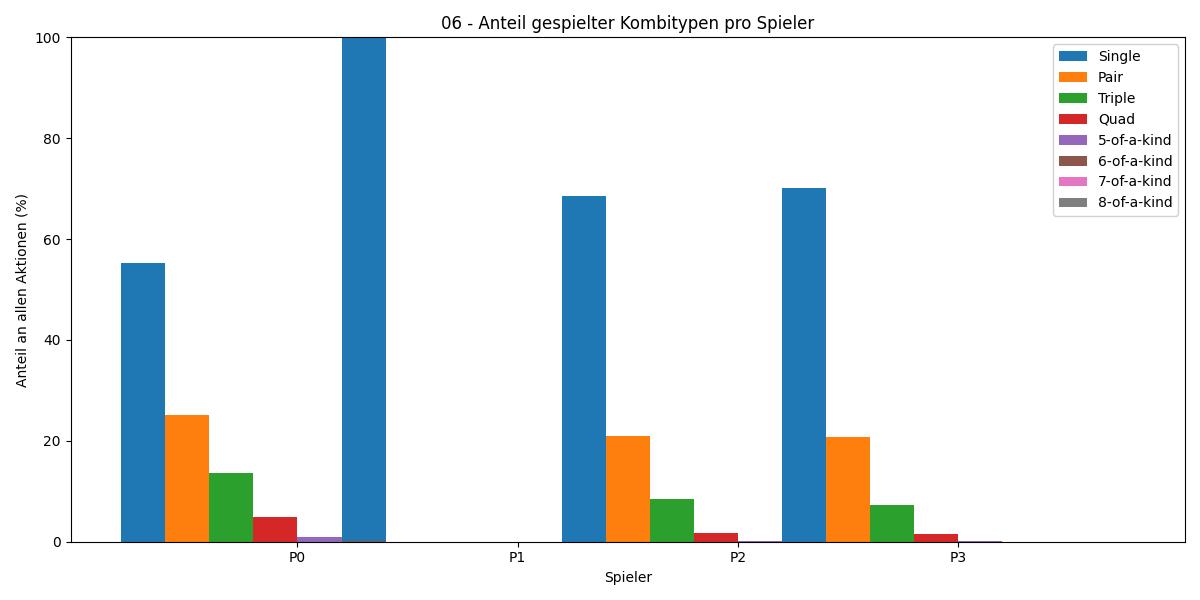 06 - Anteil gespielter Kombitypen pro Spieler
100
80
60
40
20
0
Anteil an allen Aktionen (%)
P0 P1 P2 P3
Spieler
Single
Pair
Triple
Quad
5-of-a-kind
6-of-a-kind
7-of-a-kind
8-of-a-kind